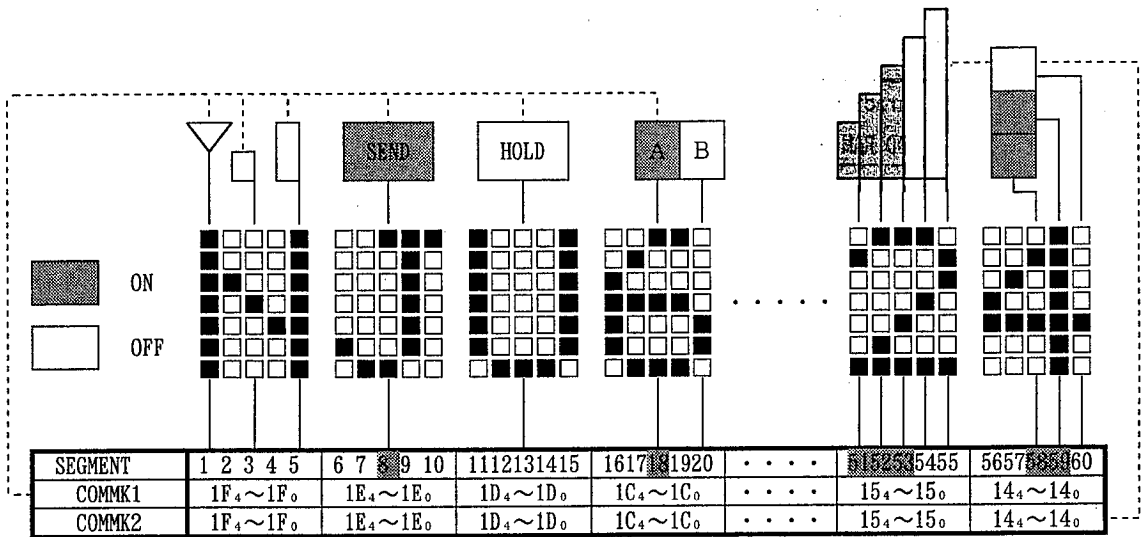 SEND HOLD A B
ON
OFF
SEGMENT 1 2 3 4 5 6 7 8 9 10 1112131415 1617181920 · · · · 5152535455 5657585960
COMMK1 1F₄~1F₀ 1E₄~1E₀ 1D₄~1D₀ 1C₄~1C₀ · · · · 15₄~15₀ 14₄~14₀
COMMK2 1F₄~1F₀ 1E₄~1E₀ 1D₄~1D₀ 1C₄~1C₀ · · · · 15₄~15₀ 14₄~14₀